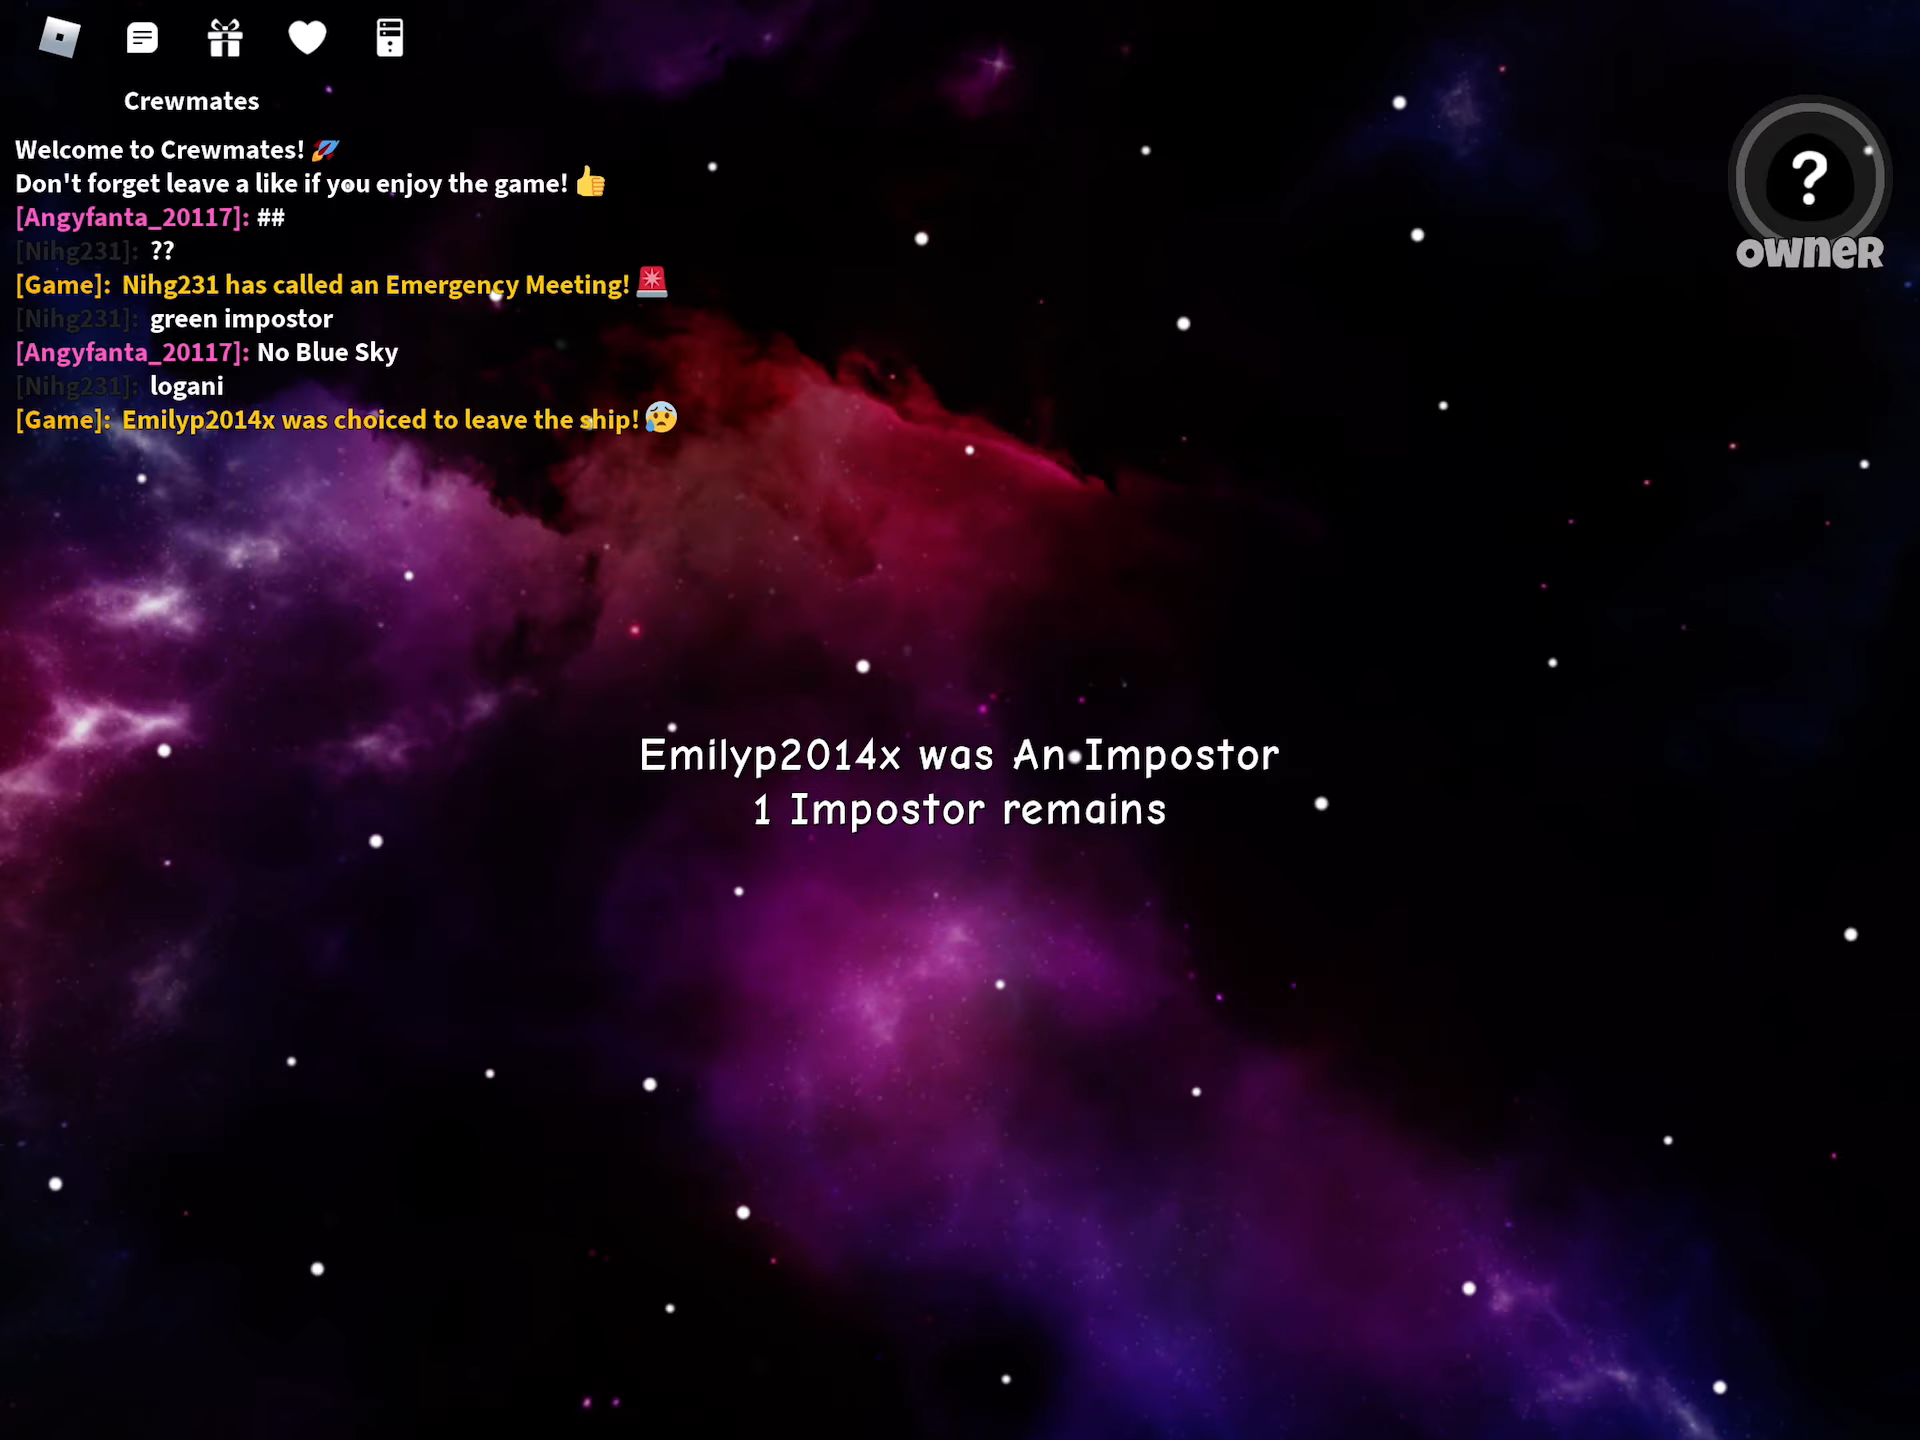 Crewmates
Welcome to Crewmates! 🚀
Don't forget leave a like if you enjoy the game! 👍
[Angyfanta_20117]: ##
[Nihg231]: ??
[Game]: Nihg231 has called an Emergency Meeting! 🚨
[Nihg231]: green impostor
[Angyfanta_20117]: No Blue Sky
[Nihg231]: logani
[Game]: Emilyp2014x was choiced to leave the ship! 😰
?
OWNER
Emilyp2014x was An Impostor
1 Impostor remains